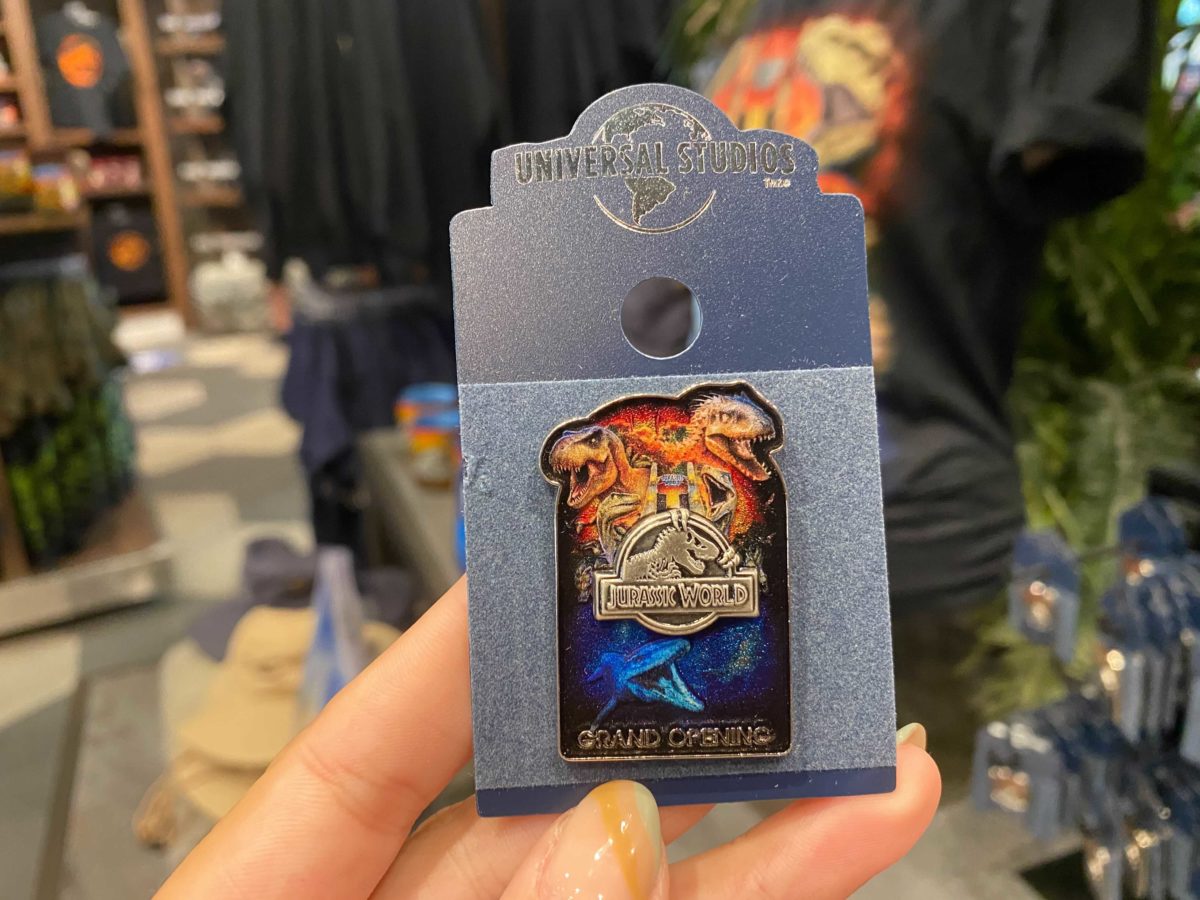 UNIVERSAL STUDIOS
JURASSIC WORLD
GRAND OPENING